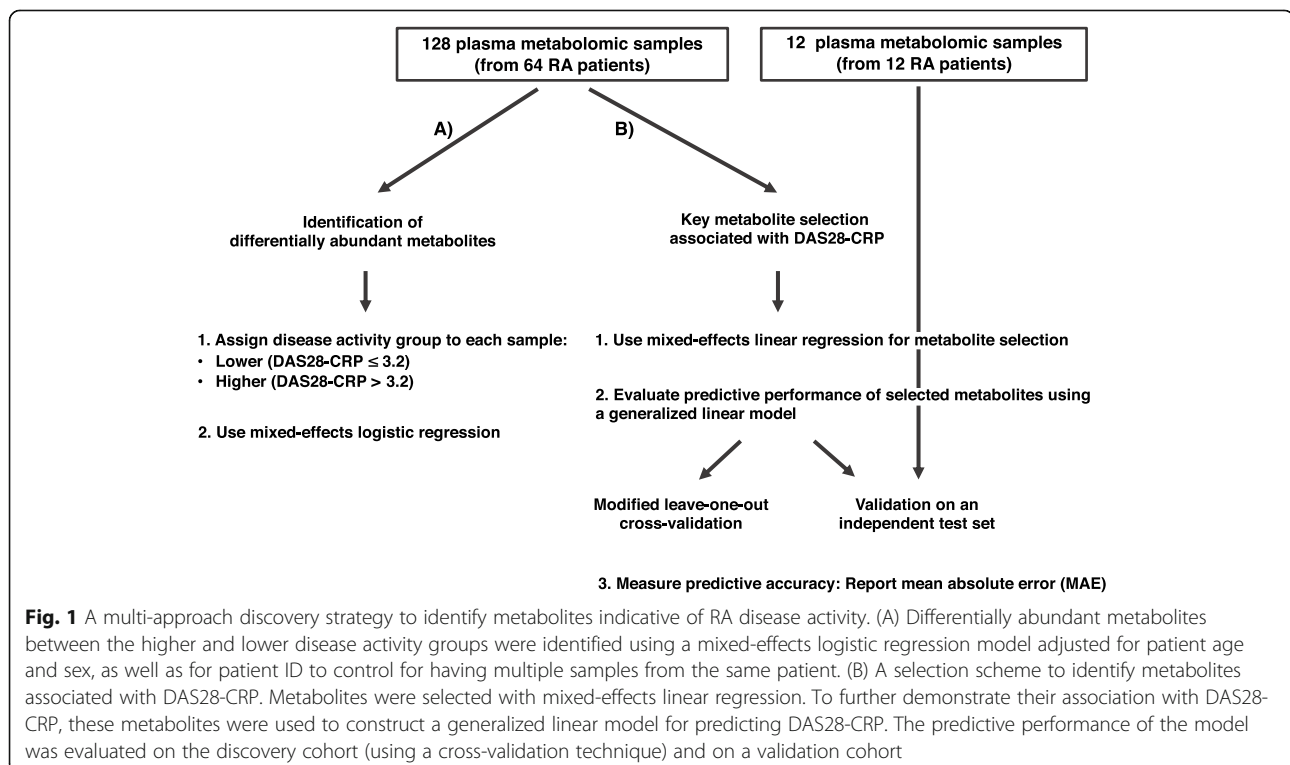 128 plasma metabolomic samples
(from 64 RA patients)
12 plasma metabolomic samples
(from 12 RA patients)
A)
B)
Identification of
differentially abundant metabolites
Key metabolite selection
associated with DAS28-CRP
1. Assign disease activity group to each sample:
• Lower (DAS28-CRP ≤ 3.2)
• Higher (DAS28-CRP > 3.2)
2. Use mixed-effects logistic regression
1. Use mixed-effects linear regression for metabolite selection
2. Evaluate predictive performance of selected metabolites using
a generalized linear model
Modified leave-one-out
cross-validation
Validation on an
independent test set
3. Measure predictive accuracy: Report mean absolute error (MAE)
Fig. 1 A multi-approach discovery strategy to identify metabolites indicative of RA disease activity. (A) Differentially abundant metabolites
between the higher and lower disease activity groups were identified using a mixed-effects logistic regression model adjusted for patient age
and sex, as well as for patient ID to control for having multiple samples from the same patient. (B) A selection scheme to identify metabolites
associated with DAS28-CRP. Metabolites were selected with mixed-effects linear regression. To further demonstrate their association with DAS28-
CRP, these metabolites were used to construct a generalized linear model for predicting DAS28-CRP. The predictive performance of the model
was evaluated on the discovery cohort (using a cross-validation technique) and on a validation cohort